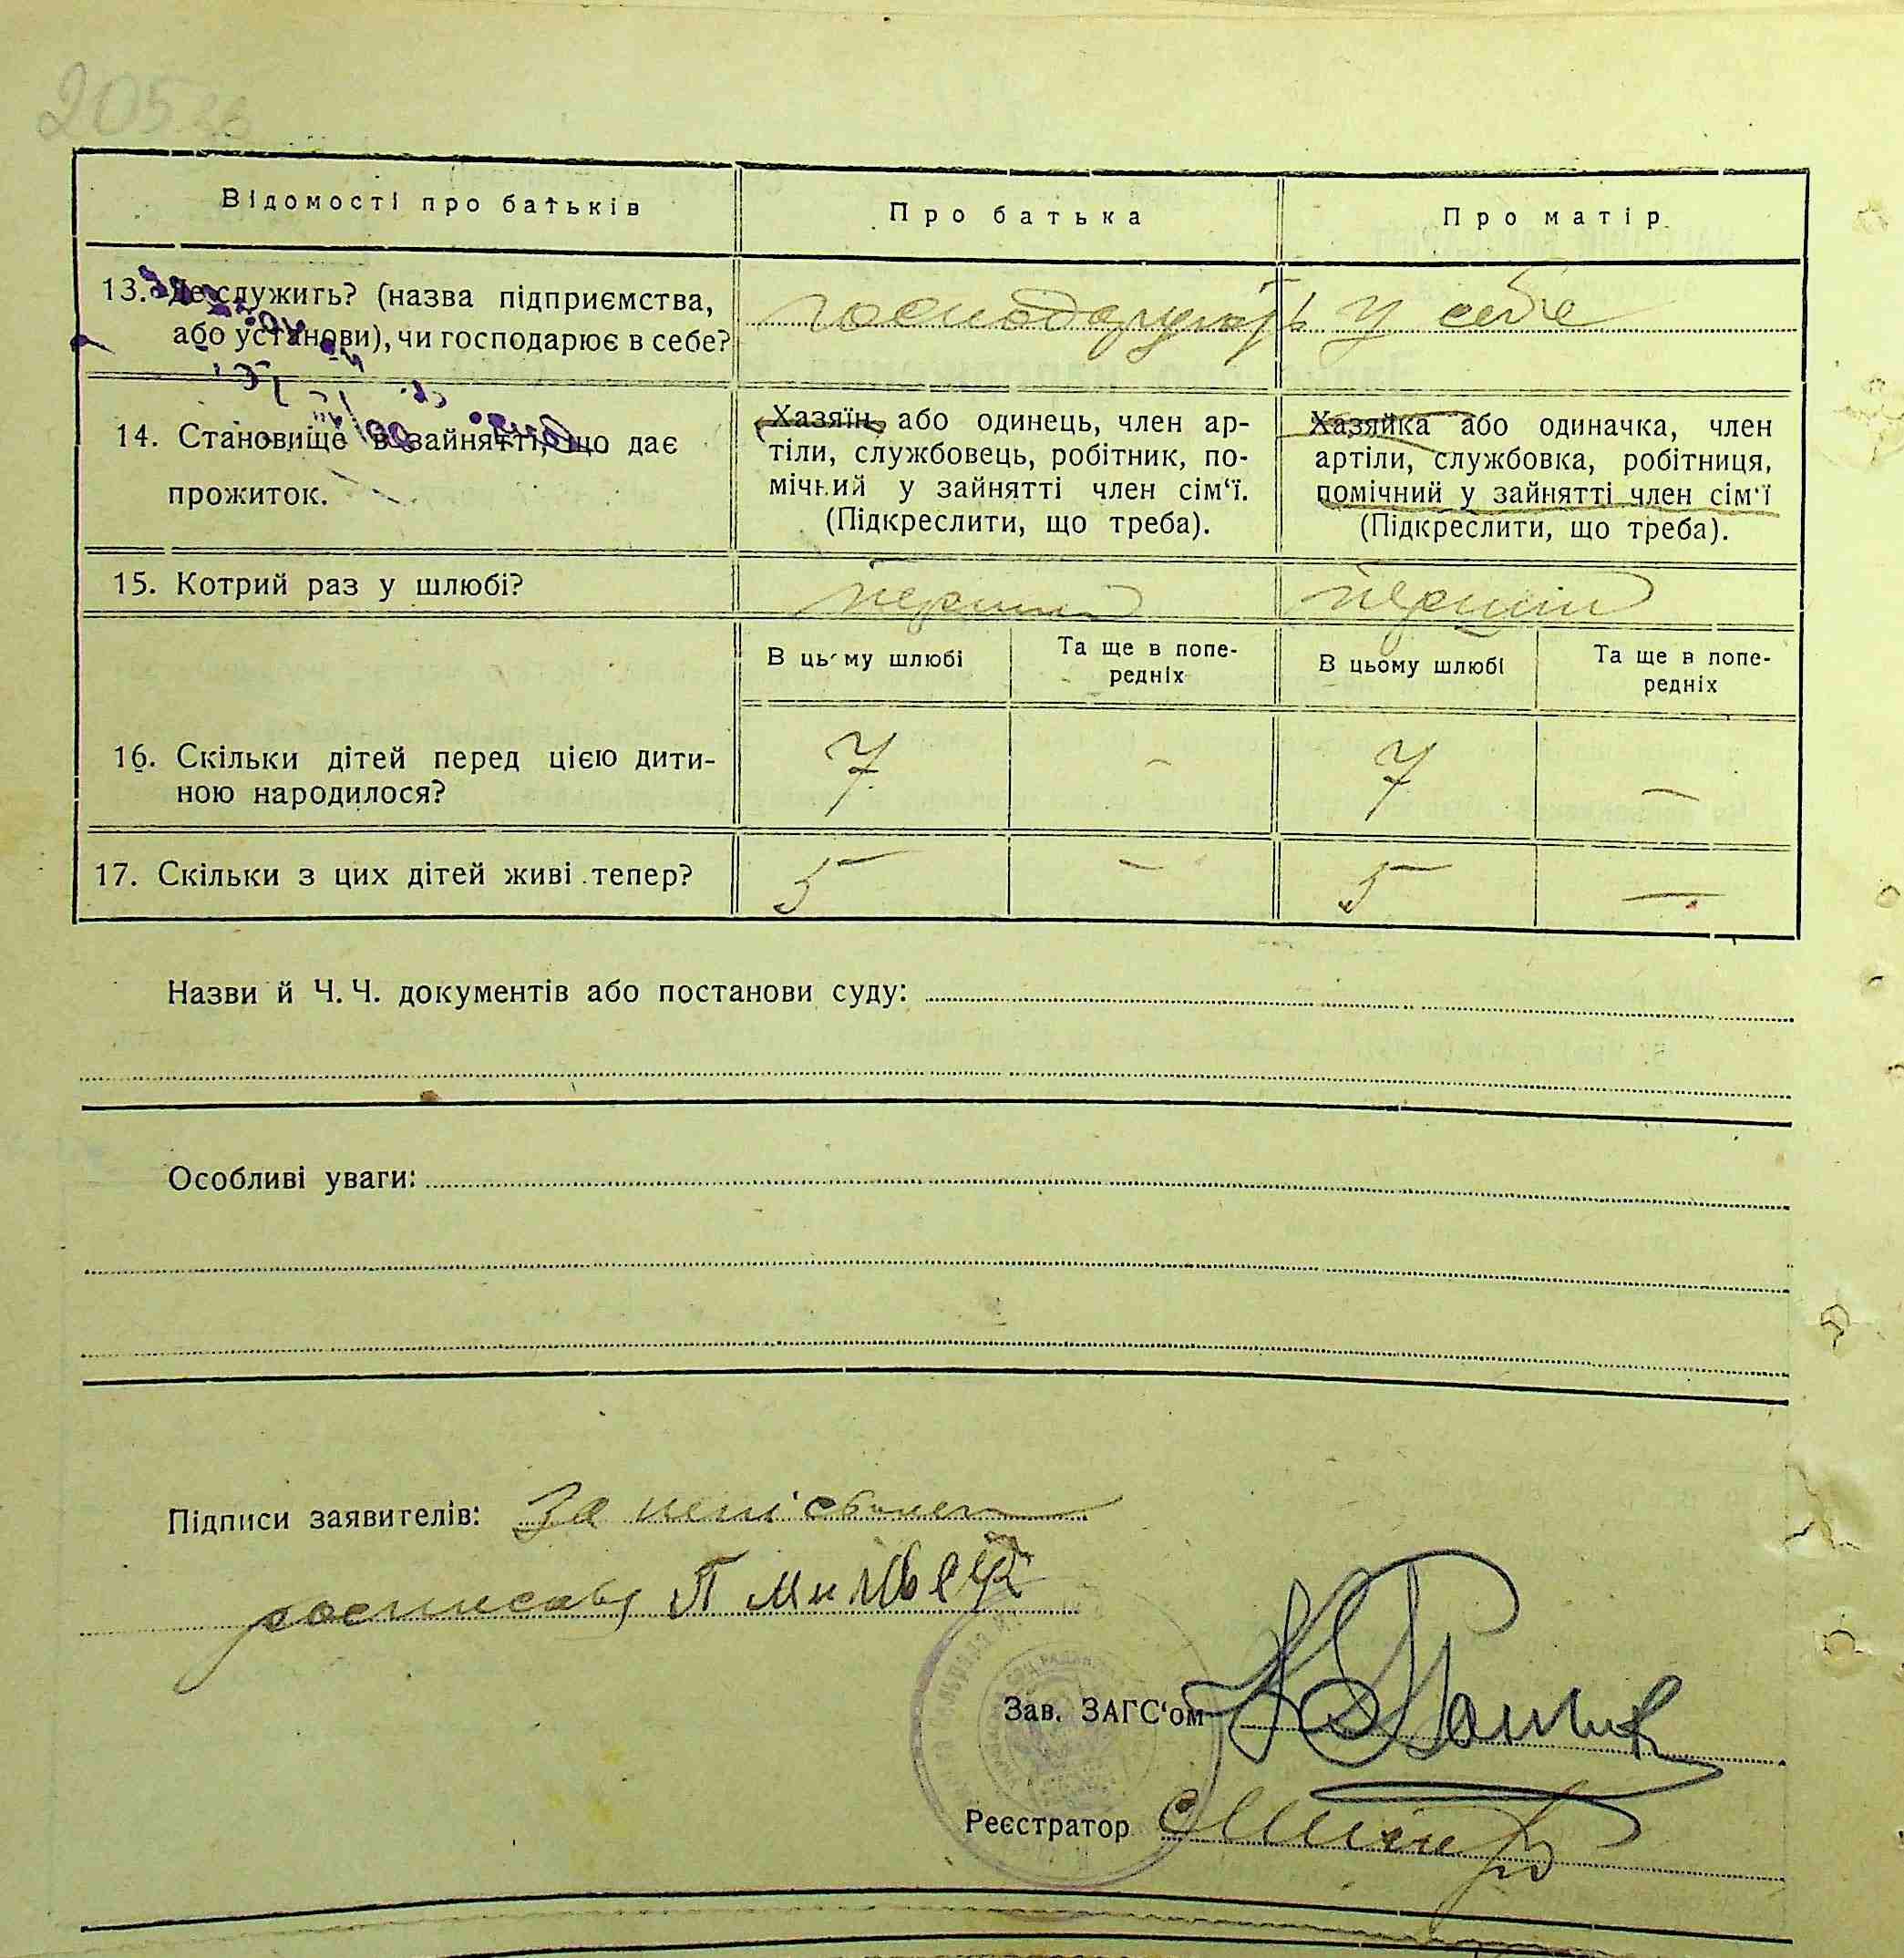 205
Відомості про батьків
Про батька
Про матір
13. Де служить? (назва підприємства,
або установи), чи господарює в себе?
господарують у себе
14. Становище в зайнятті, що дає
прожиток.
Хазяїн, або одинець, член ар-
тіли, службовець, робітник, по-
мічний у зайнятті член сім‘ї.
(Підкреслити, що треба).
Хазяйка або одиначка, член
артіли, службовка, робітниця,
помічний у зайнятті член сім‘ї
(Підкреслити, що треба).
15. Котрий раз у шлюбі?
перший
перший
В цьому шлюбі
Та ще в попе-
редніх
В цьому шлюбі
Та ще в попе-
редніх
16. Скільки дітей перед цією дити-
ною народилося?
7
-
7
-
17. Скільки з цих дітей живі тепер?
5
-
5
-
Назви й Ч. Ч. документів або постанови суду:
Особливі уваги:
Підписи заявителів: За
П
Зав. ЗАГС‘ом
Реєстратор